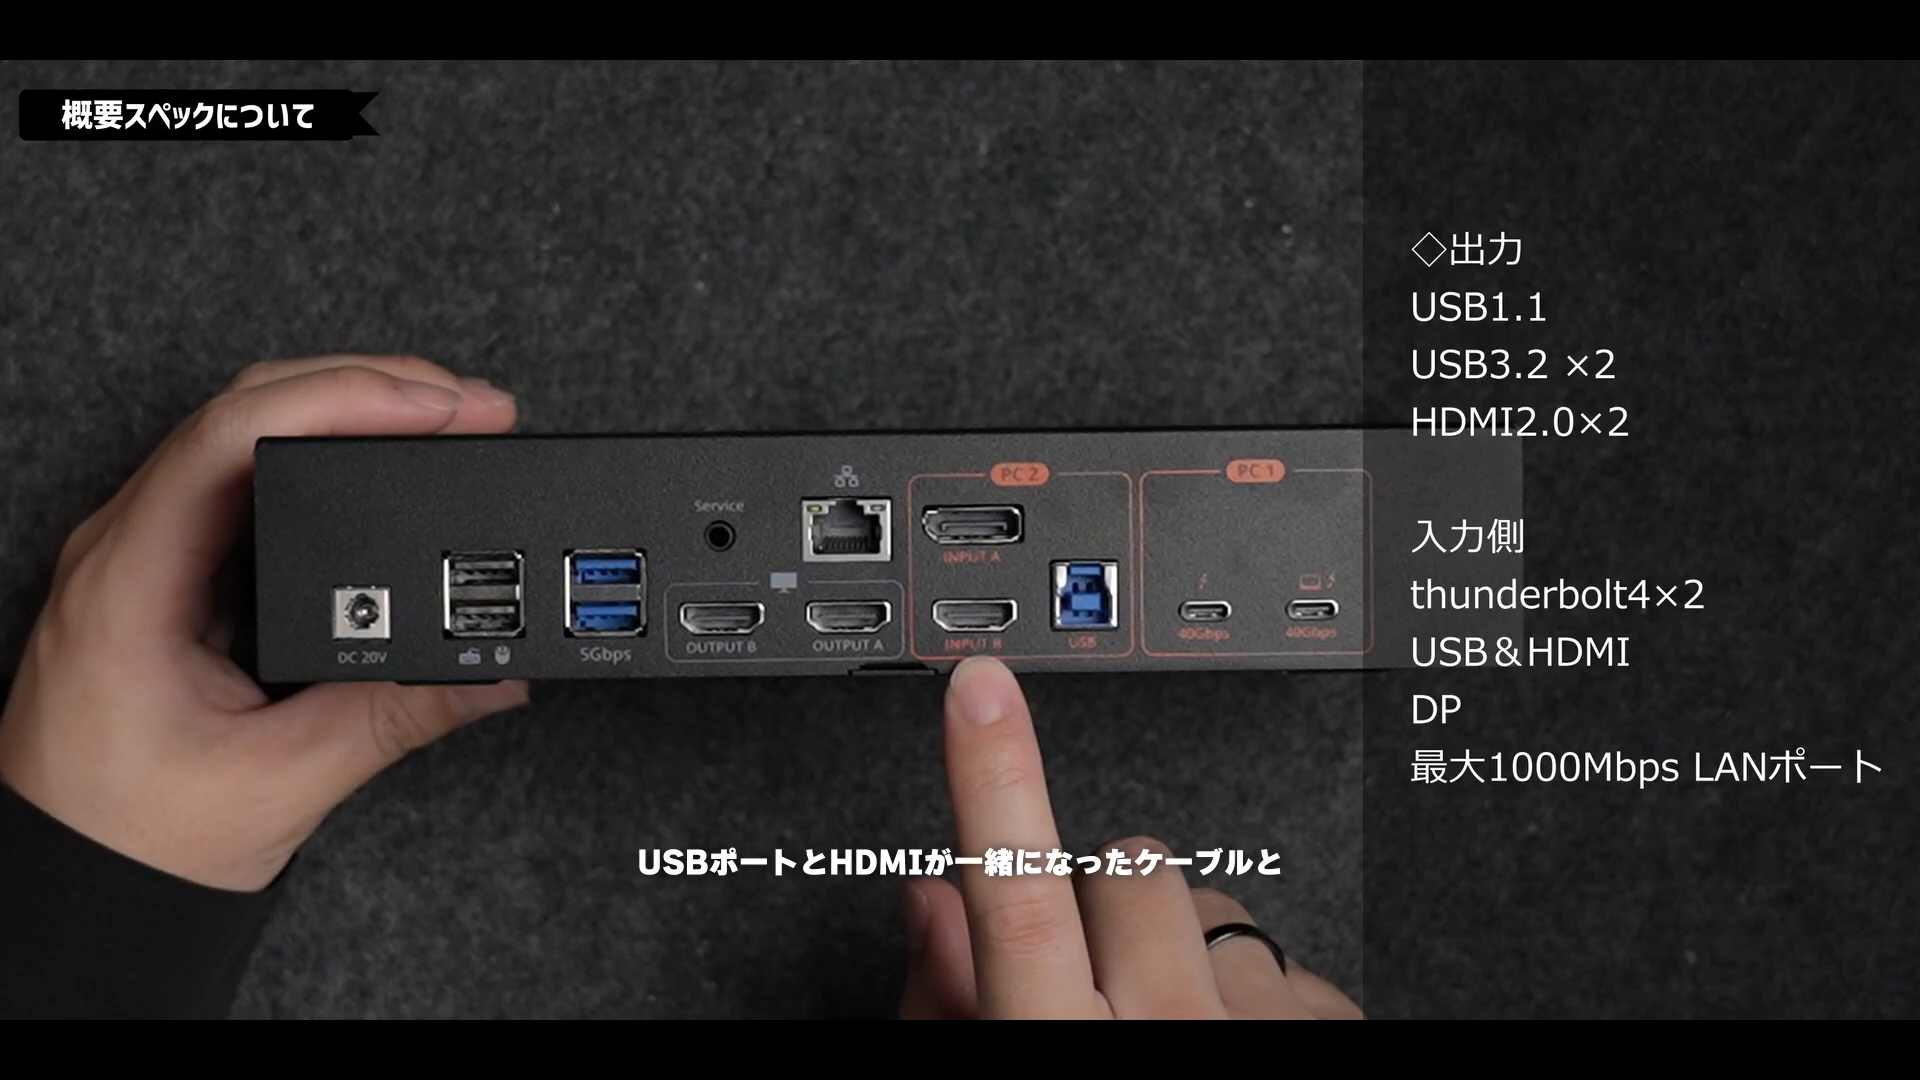 概要スペックについて
◇出力
USB1.1
USB3.2 ×2
HDMI2.0×2
入力側
thunderbolt4×2
USB&HDMI
DP
最大1000Mbps LANポート
PC 2
PC 1
Service
INPUT A
DC 20V
5Gbps
OUTPUT B
OUTPUT A
INPUT B
USB
40Gbps
40Gbps
USBポートとHDMIが一緒になったケーブルと